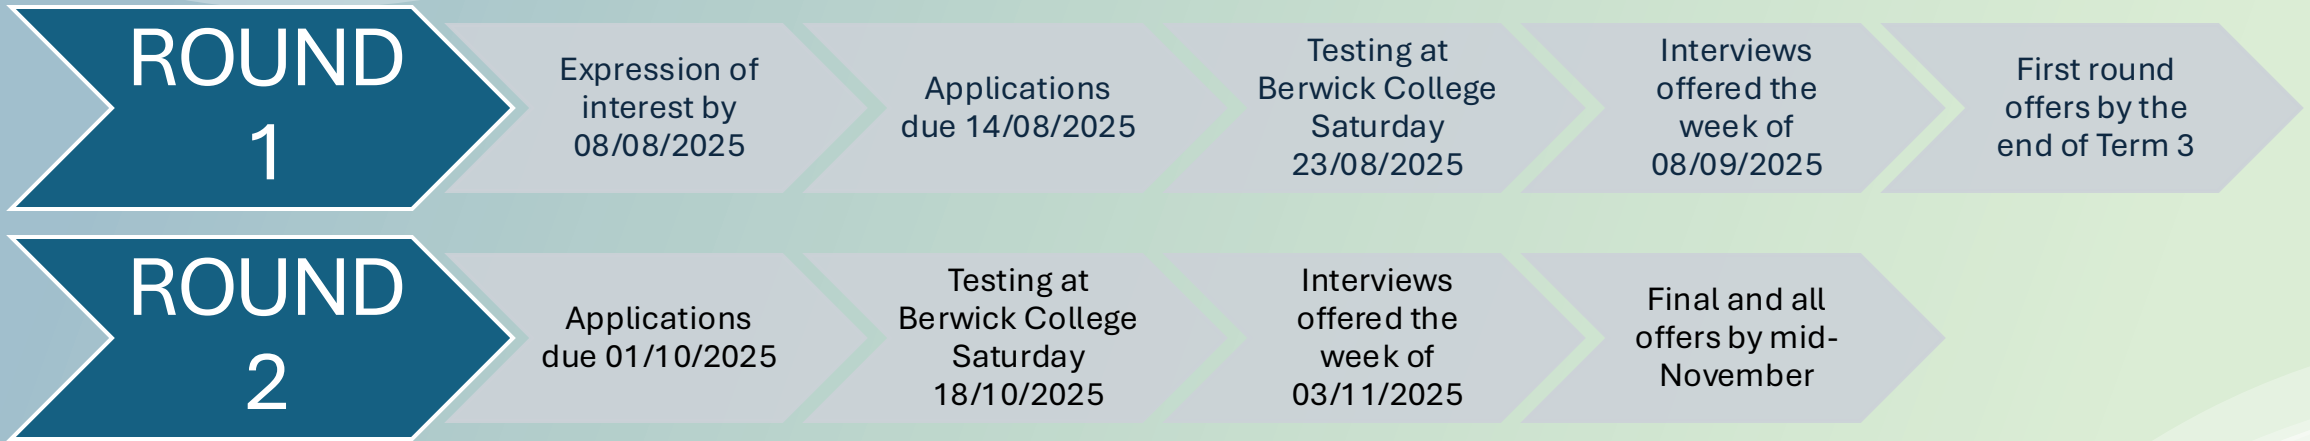 ROUND
1
Expression of
interest by
08/08/2025
Applications
due 14/08/2025
Testing at
Berwick College
Saturday
23/08/2025
Interviews
offered the
week of
08/09/2025
First round
offers by the
end of Term 3
ROUND
2
Applications
due 01/10/2025
Testing at
Berwick College
Saturday
18/10/2025
Interviews
offered the
week of
03/11/2025
Final and all
offers by mid-
November